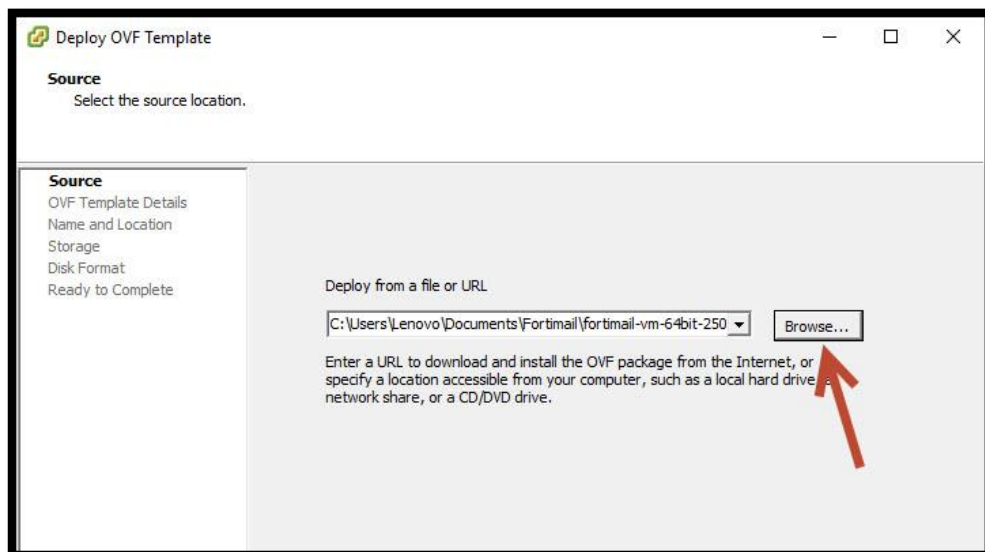 Deploy OVF Template
Source
Select the source location.
Source
OVF Template Details
Name and Location
Storage
Disk Format
Ready to Complete
Deploy from a file or URL
C:\Users\Lenovo\Documents\Fortimail\fortimail-vm-64bit-250
Browse...
Enter a URL to download and install the OVF package from the Internet, or
specify a location accessible from your computer, such as a local hard drive,
network share, or a CD/DVD drive.